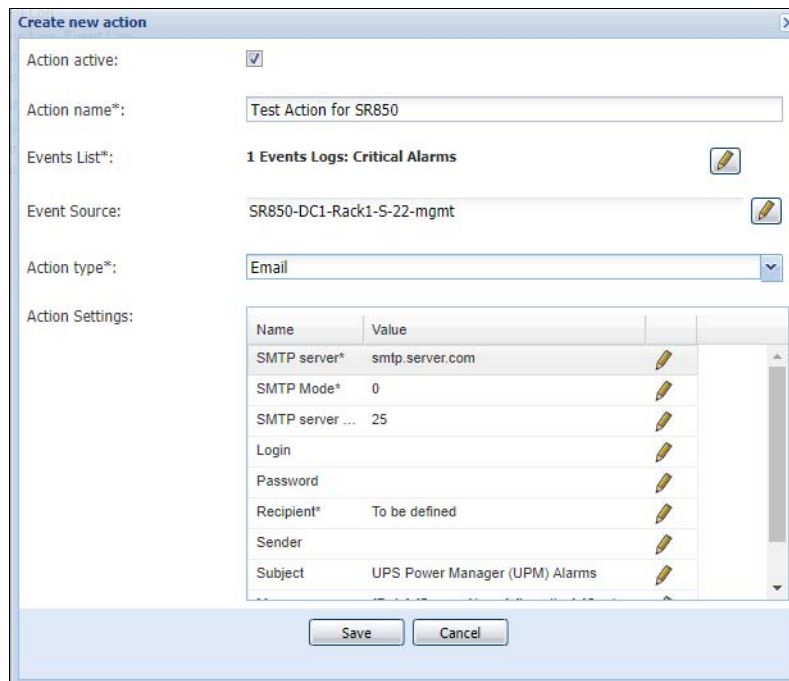 Create new action
Action active:
Action name*: Test Action for SR850
Events List*: 1 Events Logs: Critical Alarms
Event Source: SR850-DC1-Rack1-S-22-mgmt
Action type*: Email
Action Settings:
Name Value
SMTP server* smtp.server.com
SMTP Mode* 0
SMTP server ... 25
Login
Password
Recipient* To be defined
Sender
Subject UPS Power Manager (UPM) Alarms
Save Cancel